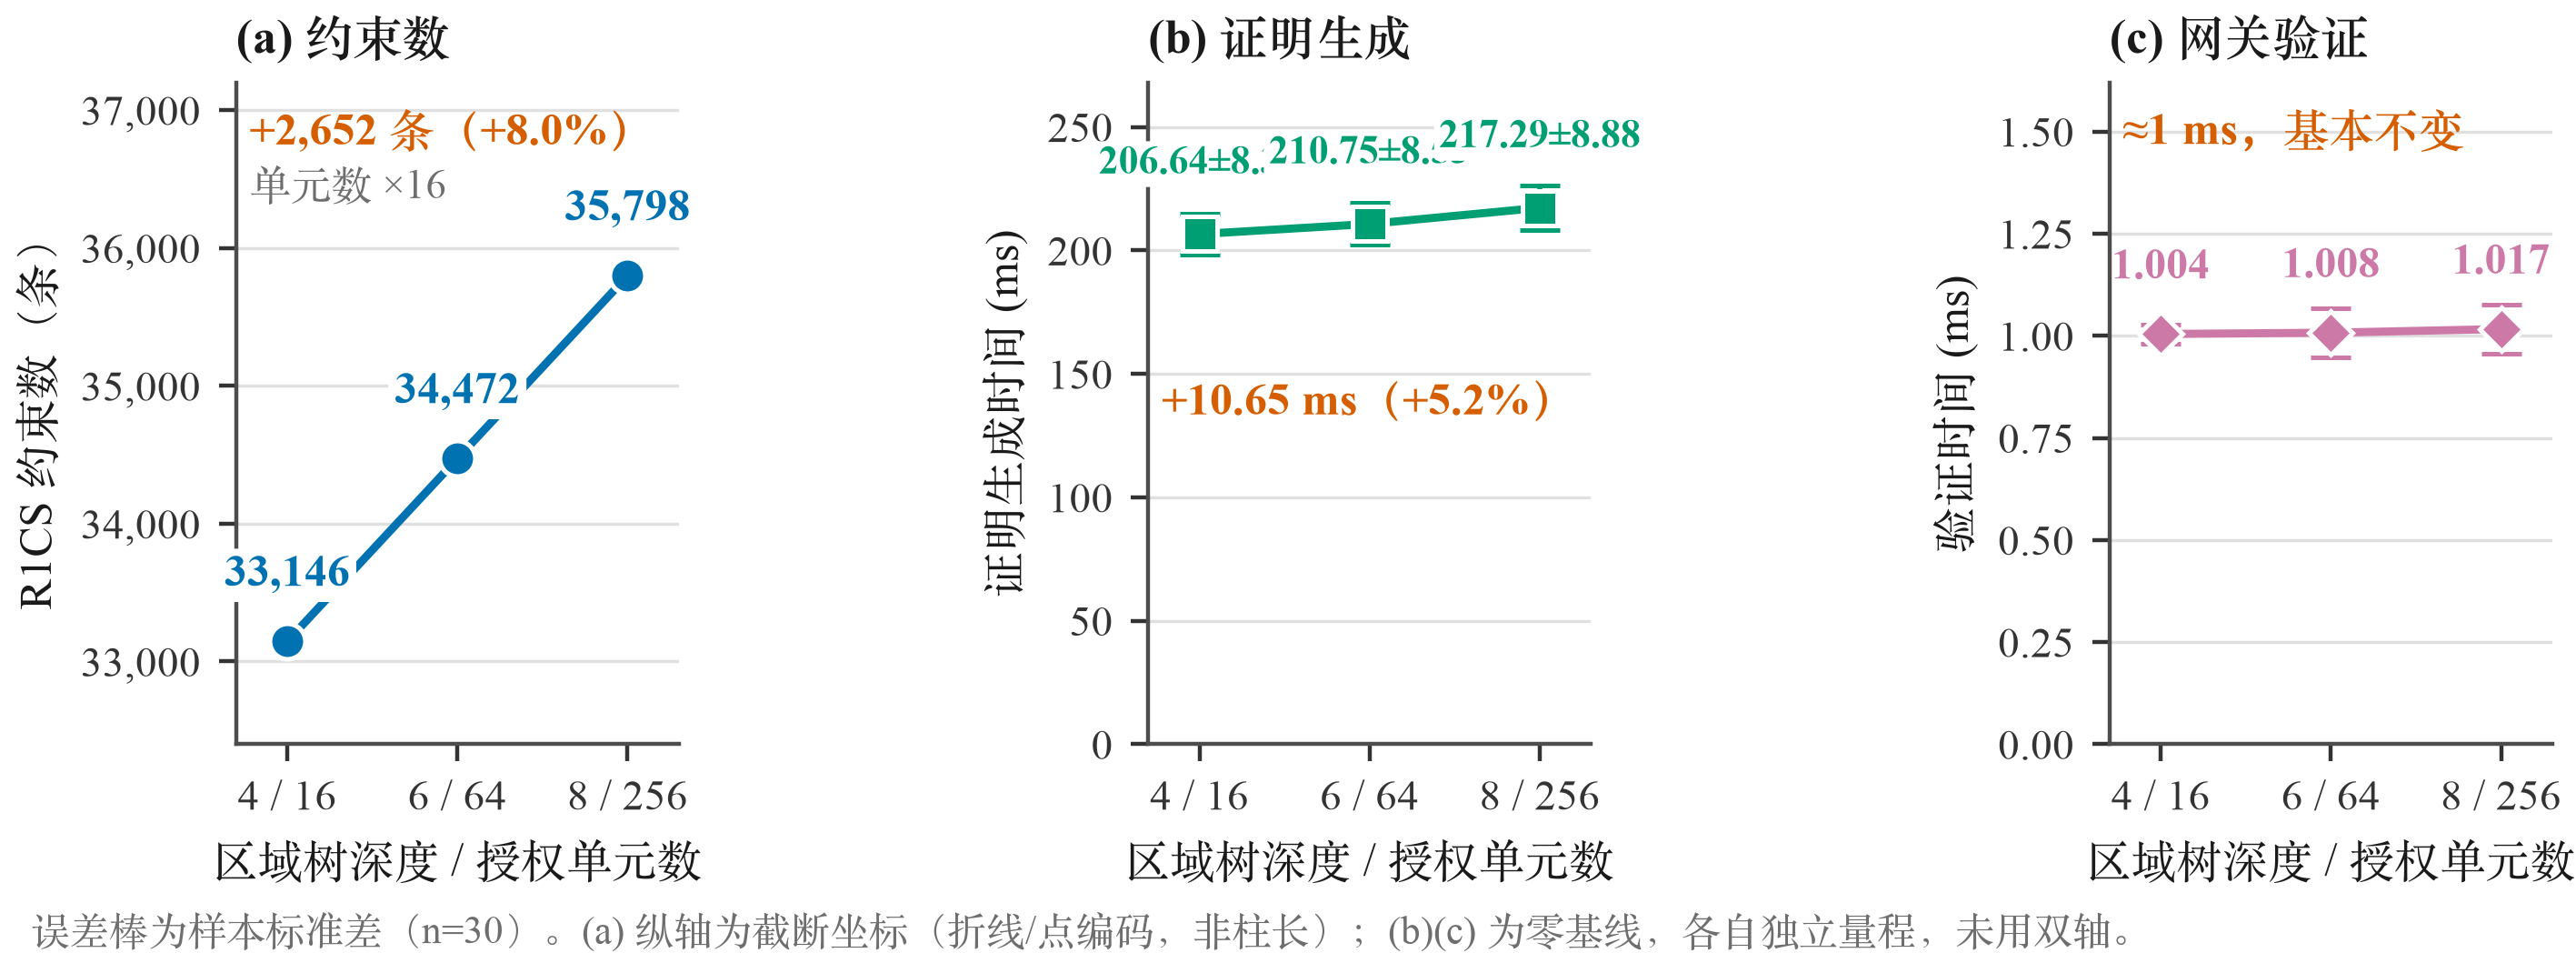 (a) 约束数
37,000
36,000
35,000
34,000
33,000
R1CS 约束数（条）
+2,652 条（+8.0%）
单元数 ×16
35,798
34,472
33,146
4 / 16
6 / 64
8 / 256
区域树深度 / 授权单元数
(b) 证明生成
250
200
150
100
50
0
证明生成时间 (ms)
206.64±8.
210.75±8.
217.29±8.88
+10.65 ms（+5.2%）
4 / 16
6 / 64
8 / 256
区域树深度 / 授权单元数
(c) 网关验证
1.50
1.25
1.00
0.75
0.50
0.25
0.00
验证时间 (ms)
≈1 ms，基本不变
1.004
1.008
1.017
4 / 16
6 / 64
8 / 256
区域树深度 / 授权单元数
误差棒为样本标准差（n=30）。(a) 纵轴为截断坐标（折线/点编码，非柱长）；(b)(c) 为零基线，各自独立量程，未用双轴。